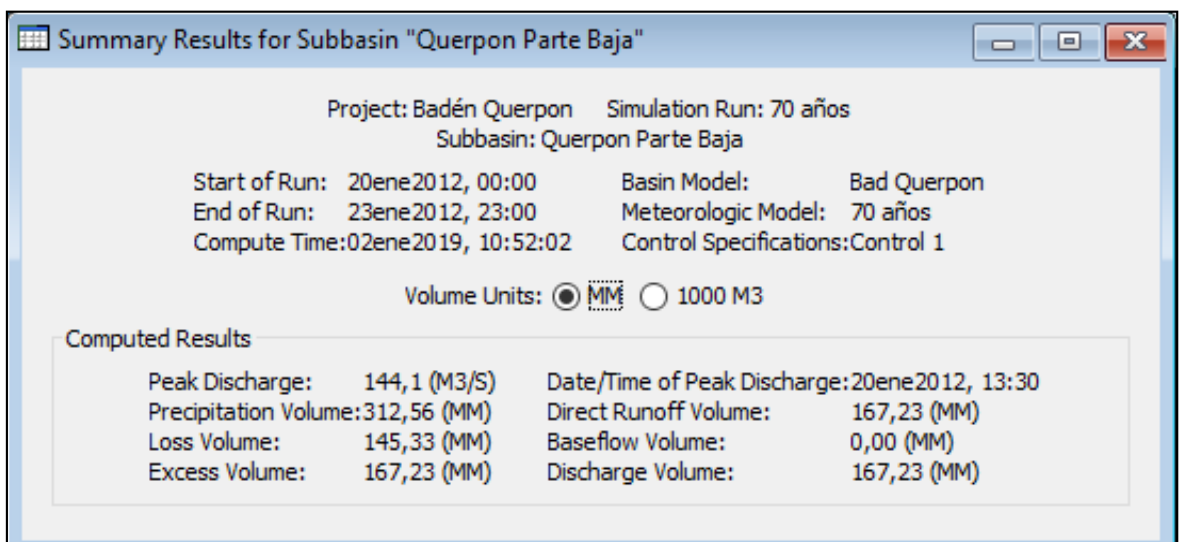 Summary Results for Subbasin "Querpon Parte Baja"
Project: Badén Querpon Simulation Run: 70 años
Subbasin: Querpon Parte Baja
Start of Run: 20ene2012, 00:00 Basin Model: Bad Querpon
End of Run: 23ene2012, 23:00 Meteorologic Model: 70 años
Compute Time:02ene2019, 10:52:02 Control Specifications:Control 1
Volume Units: MM 1000 M3
Computed Results
Peak Discharge: 144,1 (M3/S) Date/Time of Peak Discharge:20ene2012, 13:30
Precipitation Volume:312,56 (MM) Direct Runoff Volume: 167,23 (MM)
Loss Volume: 145,33 (MM) Baseflow Volume: 0,00 (MM)
Excess Volume: 167,23 (MM) Discharge Volume: 167,23 (MM)